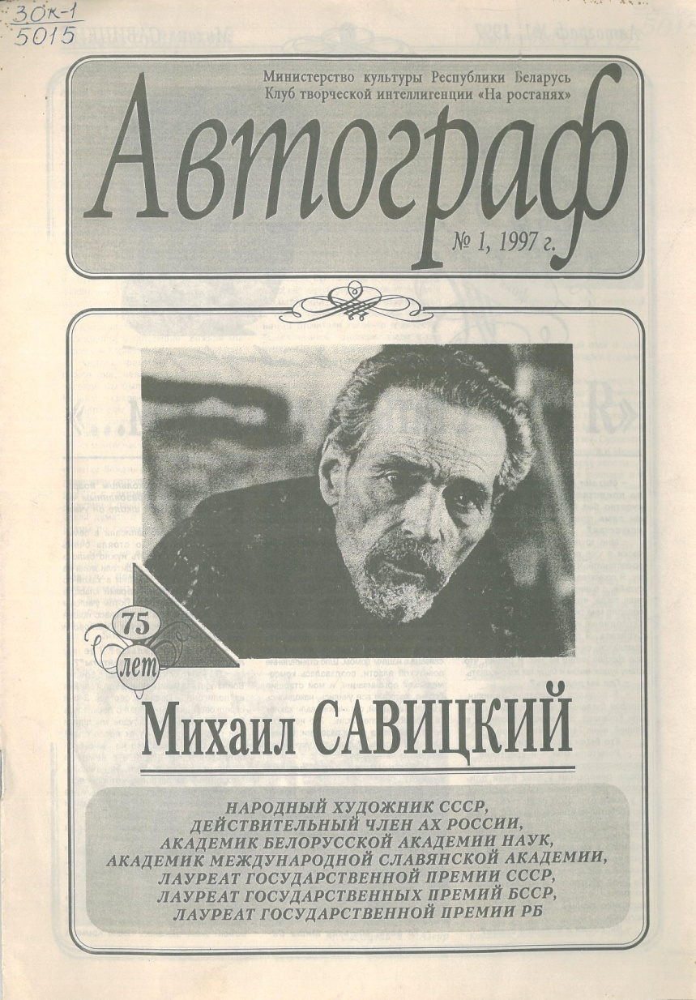 3ОК-1
5015
Министерство культуры Республики Беларусь
Клуб творческой интеллигенции «На ростанях»
Автограф
№ 1, 1997 г.
75
лет
Михаил САВИЦКИЙ
НАРОДНЫЙ ХУДОЖНИК СССР,
ДЕЙСТВИТЕЛЬНЫЙ ЧЛЕН АХ РОССИИ,
АКАДЕМИК БЕЛОРУССКОЙ АКАДЕМИИ НАУК,
АКАДЕМИК МЕЖДУНАРОДНОЙ СЛАВЯНСКОЙ АКАДЕМИИ,
ЛАУРЕАТ ГОСУДАРСТВЕННОЙ ПРЕМИИ СССР,
ЛАУРЕАТ ГОСУДАРСТВЕННЫХ ПРЕМИЙ БССР,
ЛАУРЕАТ ГОСУДАРСТВЕННОЙ ПРЕМИИ РБ